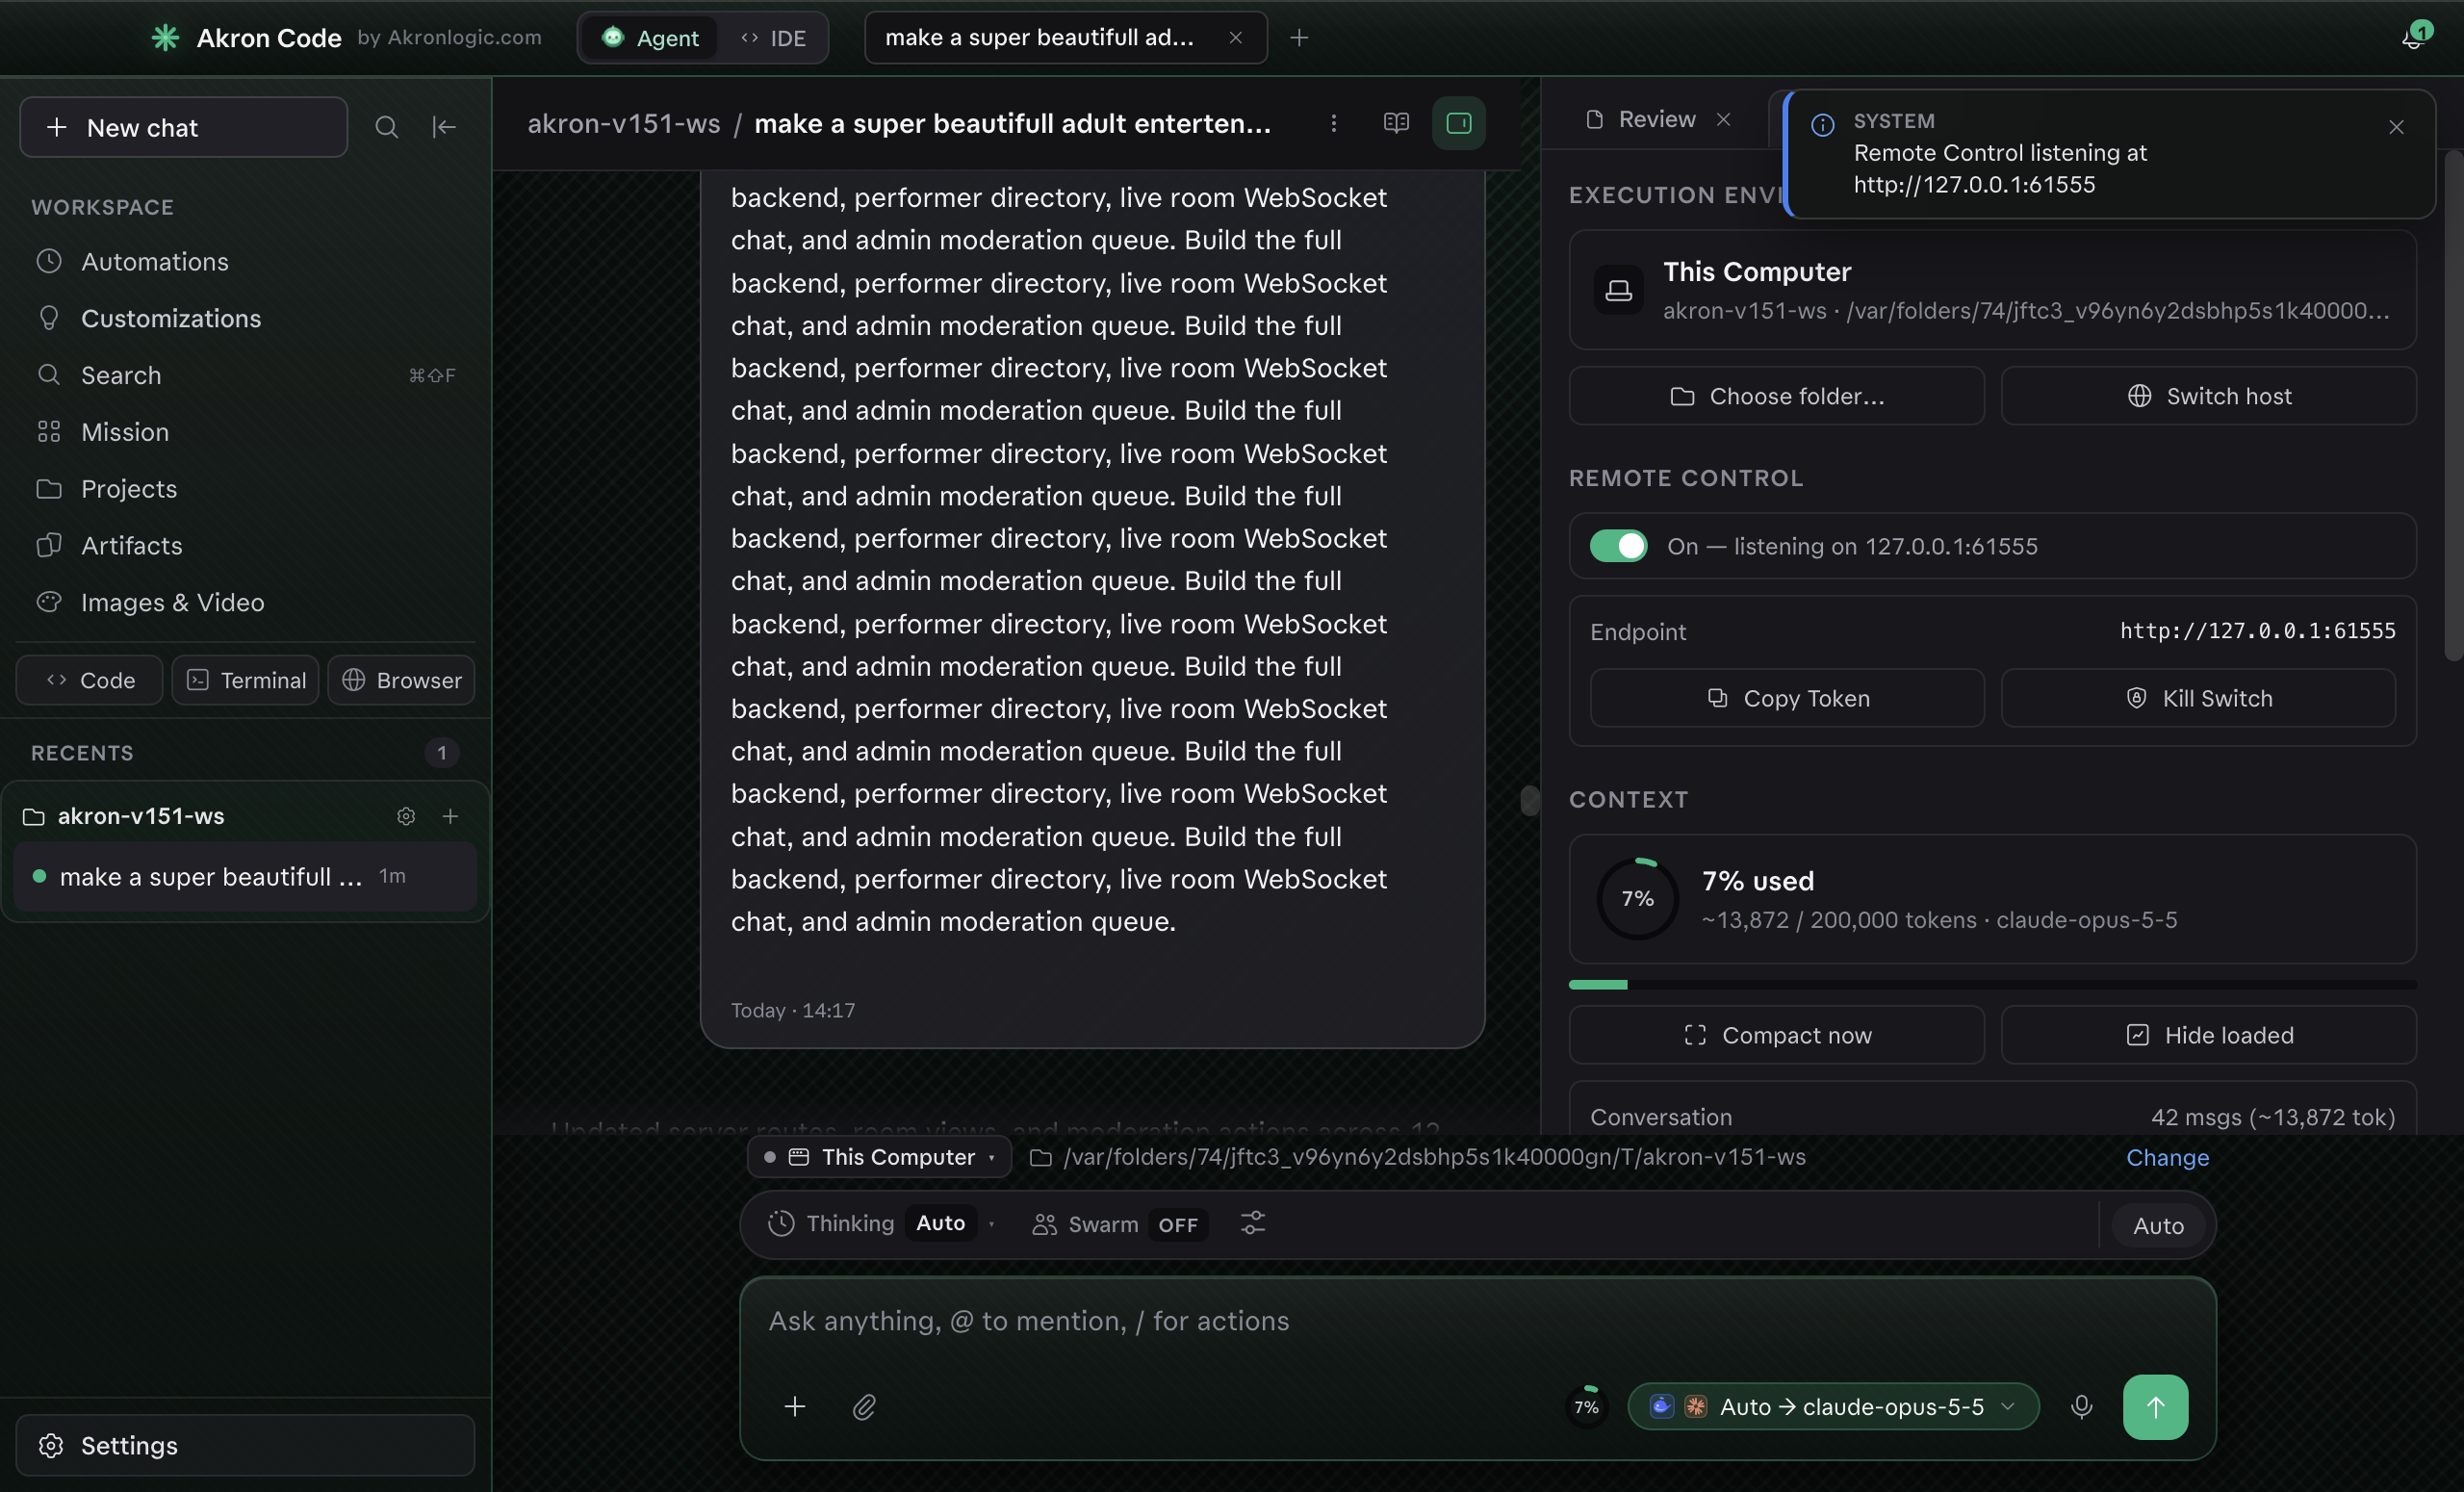 Akron Code by Akronlogic.com
Agent
IDE
make a super beautifull ad...
1
New chat
WORKSPACE
Automations
Customizations
Search ⌘⇧F
Mission
Projects
Artifacts
Images & Video
Code
Terminal
Browser
RECENTS 1
akron-v151-ws
make a super beautifull ... 1m
Settings
akron-v151-ws / make a super beautifull adult enterten...
backend, performer directory, live room WebSocket
chat, and admin moderation queue. Build the full
backend, performer directory, live room WebSocket
chat, and admin moderation queue. Build the full
backend, performer directory, live room WebSocket
chat, and admin moderation queue. Build the full
backend, performer directory, live room WebSocket
chat, and admin moderation queue. Build the full
backend, performer directory, live room WebSocket
chat, and admin moderation queue. Build the full
backend, performer directory, live room WebSocket
chat, and admin moderation queue. Build the full
backend, performer directory, live room WebSocket
chat, and admin moderation queue. Build the full
backend, performer directory, live room WebSocket
chat, and admin moderation queue. Build the full
backend, performer directory, live room WebSocket
chat, and admin moderation queue.
Today · 14:17
Updated server routes, room views, and moderation actions across 12
This Computer
/var/folders/74/jftc3_v96yn6y2dsbhp5s1k40000gn/T/akron-v151-ws
Change
Thinking Auto
Swarm OFF
Auto
Ask anything, @ to mention, / for actions
7%
Auto → claude-opus-5-5
Review
SYSTEM
Remote Control listening at
http://127.0.0.1:61555
EXECUTION ENVI
This Computer
akron-v151-ws · /var/folders/74/jftc3_v96yn6y2dsbhp5s1k40000...
Choose folder...
Switch host
REMOTE CONTROL
On — listening on 127.0.0.1:61555
Endpoint http://127.0.0.1:61555
Copy Token
Kill Switch
CONTEXT
7%
7% used
~13,872 / 200,000 tokens · claude-opus-5-5
Compact now
Hide loaded
Conversation 42 msgs (~13,872 tok)